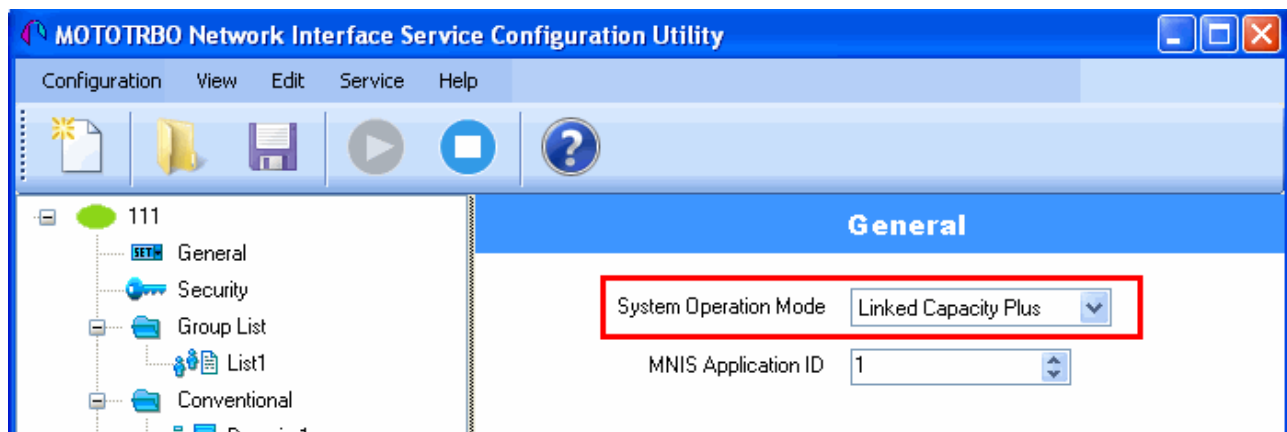 MOTOTRBO Network Interface Service Configuration Utility
Configuration View Edit Service Help
111
SET General
Security
Group List
List1
Conventional
General
System Operation Mode Linked Capacity Plus
MNIS Application ID 1